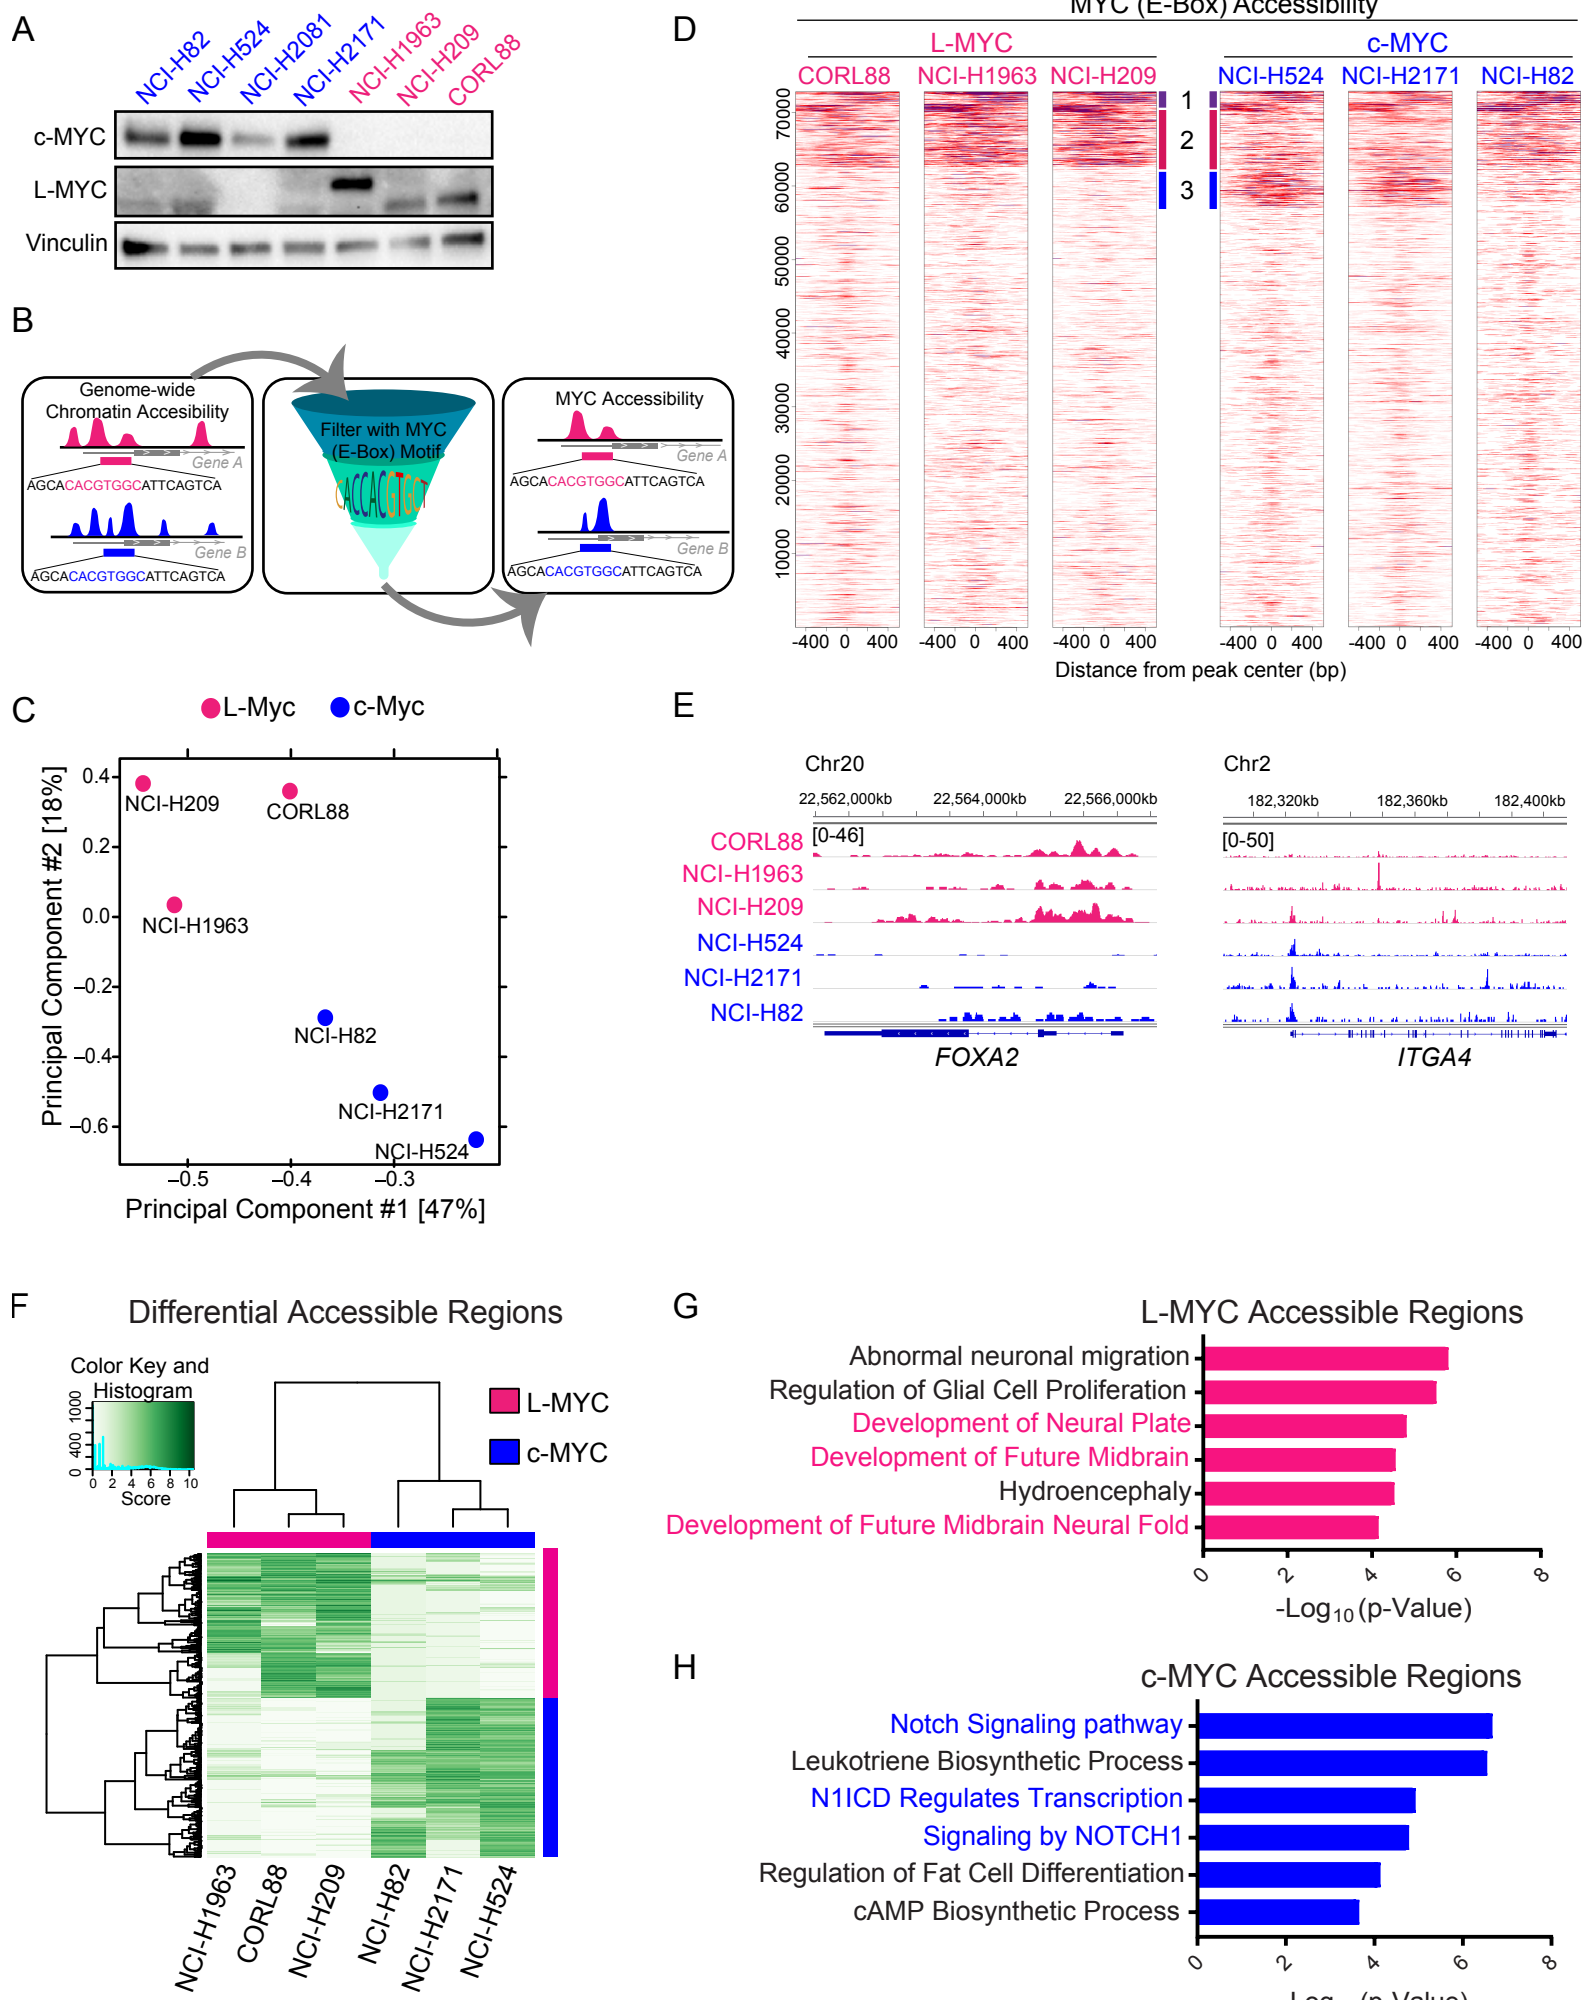 A
NCI-H82
NCI-H524
NCI-H2081
NCI-H2171
NCI-H1963
NCI-H209
CORL88
c-MYC
L-MYC
Vinculin
B
Genome-wide
Chromatin Accesibility
Gene A
AGCACACGTGGCATTCAGTCA
Gene B
AGCACACGTGGCATTCAGTCA
Filter with MYC
(E-Box) Motif
CACCACGTGCT
MYC Accessibility
Gene A
AGCACACGTGGCATTCAGTCA
Gene B
AGCACACGTGGCATTCAGTCA
C
L-Myc
c-Myc
Principal Component #2 [18%]
0.4
0.2
0.0
−0.2
−0.4
−0.6
NCI-H209
CORL88
NCI-H1963
NCI-H82
NCI-H2171
NCI-H524
−0.5 −0.4 −0.3
Principal Component #1 [47%]
D
MYC (E-Box) Accessibility
L-MYC
c-MYC
CORL88 NCI-H1963 NCI-H209 NCI-H524 NCI-H2171 NCI-H82
70000
60000
50000
40000
30000
20000
10000
1
2
3
-400 0 400 -400 0 400 -400 0 400 -400 0 400 -400 0 400 -400 0 400
Distance from peak center (bp)
E
Chr20
22,562,000kb 22,564,000kb 22,566,000kb
[0-46]
Chr2
182,320kb 182,360kb 182,400kb
[0-50]
CORL88
NCI-H1963
NCI-H209
NCI-H524
NCI-H2171
NCI-H82
FOXA2
ITGA4
F
Differential Accessible Regions
Color Key and
Histogram
0 400 1000
0 2 4 6 8 10
Score
L-MYC
c-MYC
NCI-H1963
CORL88
NCI-H209
NCI-H82
NCI-H2171
NCI-H524
G
L-MYC Accessible Regions
Abnormal neuronal migration
Regulation of Glial Cell Proliferation
Development of Neural Plate
Development of Future Midbrain
Hydroencephaly
Development of Future Midbrain Neural Fold
0 2 4 6 8
-Log10 (p-Value)
H
c-MYC Accessible Regions
Notch Signaling pathway
Leukotriene Biosynthetic Process
N1ICD Regulates Transcription
Signaling by NOTCH1
Regulation of Fat Cell Differentiation
cAMP Biosynthetic Process
0 2 4 6 8
-Log (p-Value)